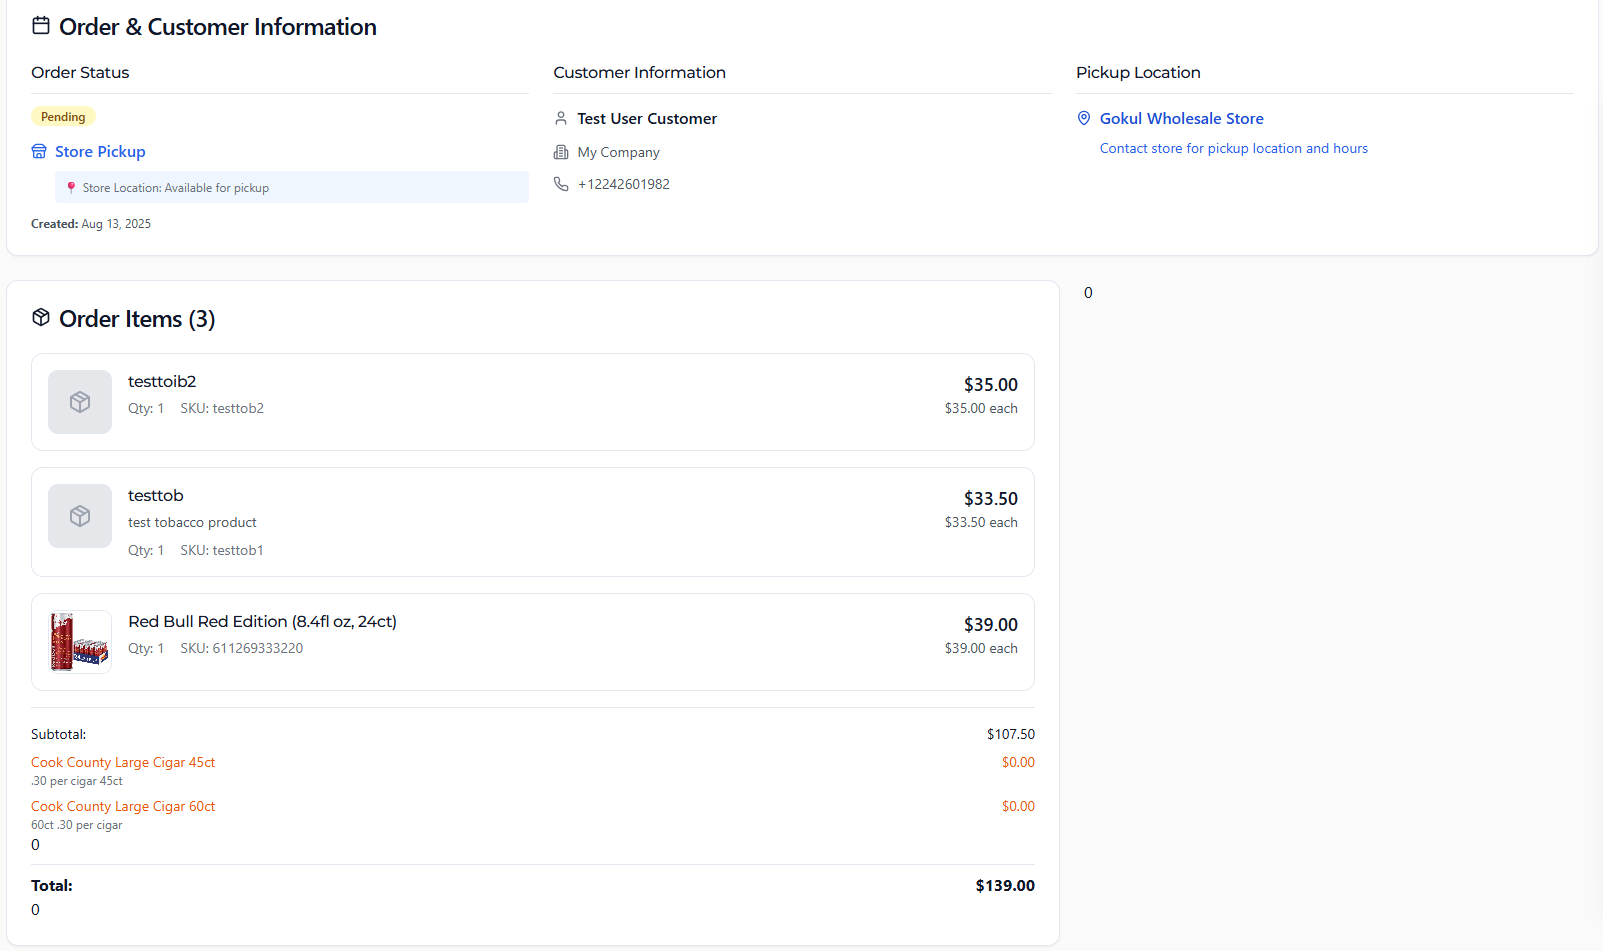 Order & Customer Information
Order Status
Pending
Store Pickup
Store Location: Available for pickup
Created: Aug 13, 2025
Customer Information
Test User Customer
My Company
+12242601982
Pickup Location
Gokul Wholesale Store
Contact store for pickup location and hours
Order Items (3)
testtoib2
Qty: 1 SKU: testtob2
$35.00
$35.00 each
testtob
test tobacco product
Qty: 1 SKU: testtob1
$33.50
$33.50 each
Red Bull Red Edition (8.4fl oz, 24ct)
Qty: 1 SKU: 611269333220
$39.00
$39.00 each
Subtotal: $107.50
Cook County Large Cigar 45ct $0.00
.30 per cigar 45ct
Cook County Large Cigar 60ct $0.00
60ct .30 per cigar
0
Total: $139.00
0
0